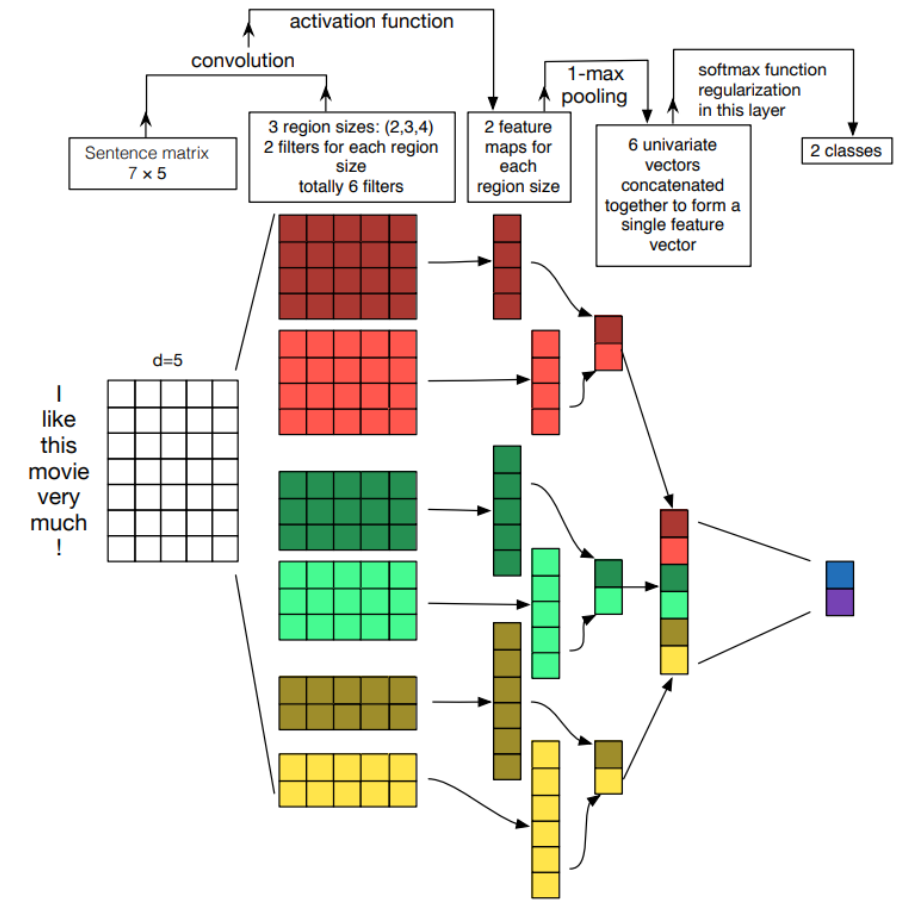 activation function
convolution
1-max
pooling
softmax function
regularization
in this layer
Sentence matrix
7 × 5
3 region sizes: (2,3,4)
2 filters for each region
size
totally 6 filters
2 feature
maps for
each
region size
6 univariate
vectors
concatenated
together to form a
single feature
vector
2 classes
d=5
I
like
this
movie
very
much
!